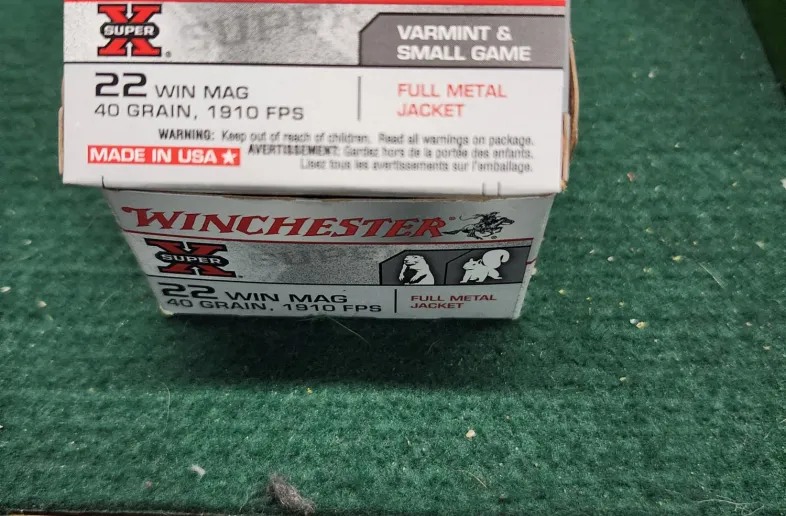 SUPER
X
VARMINT &
SMALL GAME
22 WIN MAG
40 GRAIN, 1910 FPS
FULL METAL
JACKET
WARNING: Keep out of reach of children. Read all warnings on package.
MADE IN USA
AVERTISSEMENT: Gardez hors de la portée des enfants.
Lisez tous les avertissements sur l'emballage.
WINCHESTER
SUPER
X
22 WIN MAG
40 GRAIN, 1910 FPS
FULL METAL
JACKET